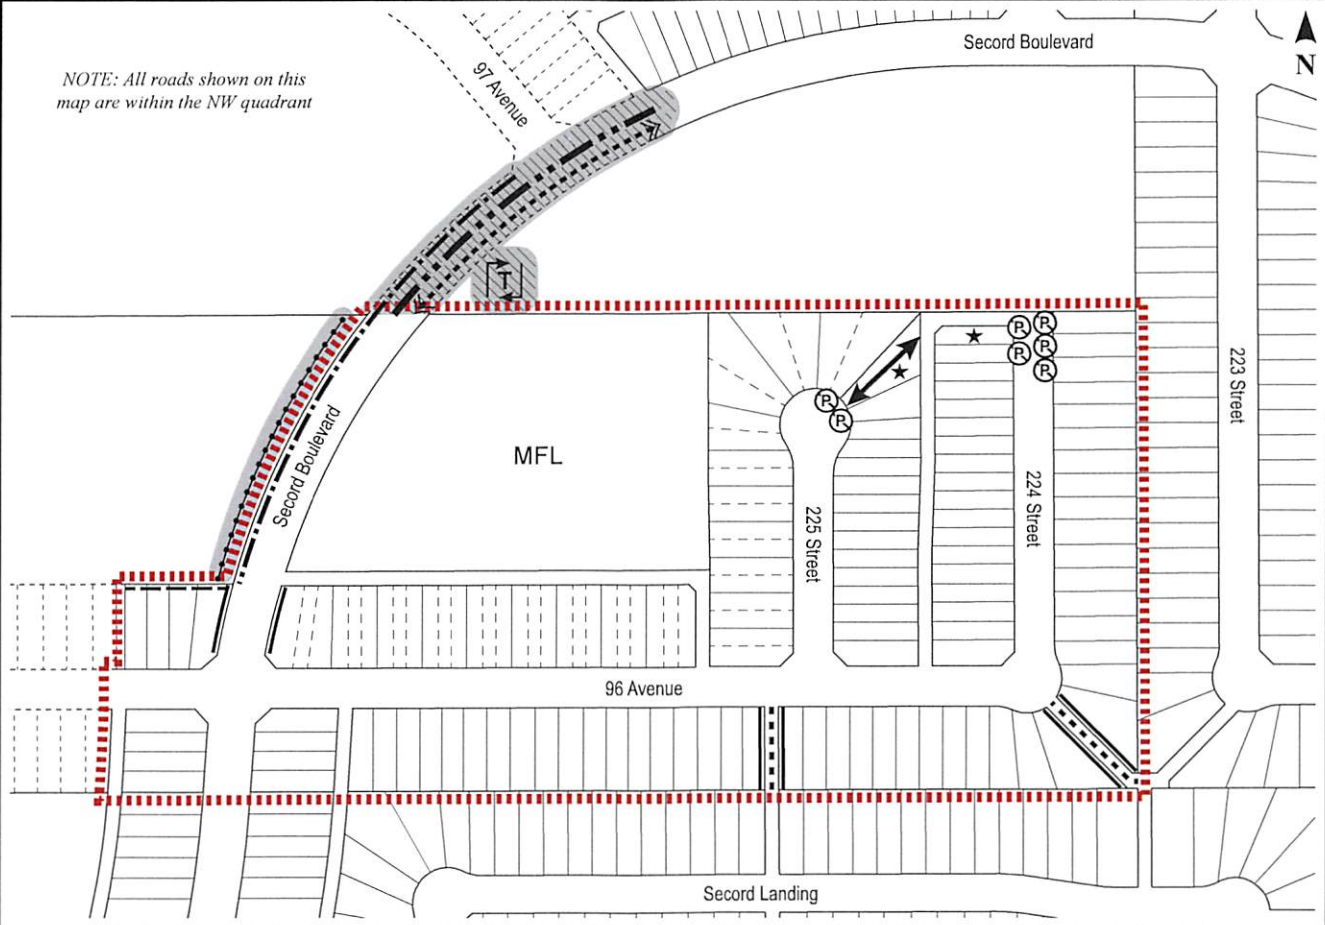 Secord Boulevard
N
97 Avenue
NOTE: All roads shown on this
map are within the NW quadrant
T
P
P
P
P
P
223 Street
P
P
Secord Boulevard
MFL
224 Street
225 Street
96 Avenue
Secord Landing